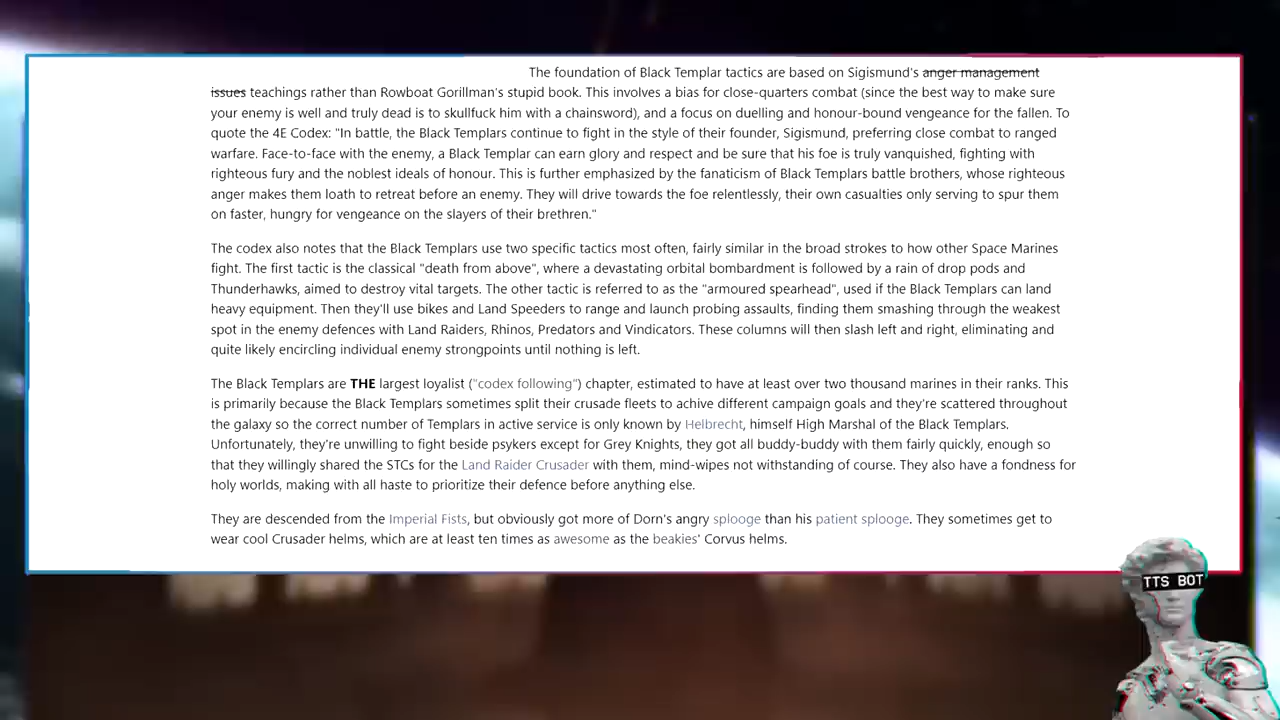 The foundation of Black Templar tactics are based on Sigismund's anger management
issues teachings rather than Rowboat Gorillman's stupid book. This involves a bias for close-quarters combat (since the best way to make sure
your enemy is well and truly dead is to skullfuck him with a chainsword), and a focus on duelling and honour-bound vengeance for the fallen. To
quote the 4E Codex: "In battle, the Black Templars continue to fight in the style of their founder, Sigismund, preferring close combat to ranged
warfare. Face-to-face with the enemy, a Black Templar can earn glory and respect and be sure that his foe is truly vanquished, fighting with
righteous fury and the noblest ideals of honour. This is further emphasized by the fanaticism of Black Templars battle brothers, whose righteous
anger makes them loath to retreat before an enemy. They will drive towards the foe relentlessly, their own casualties only serving to spur them
on faster, hungry for vengeance on the slayers of their brethren."
The codex also notes that the Black Templars use two specific tactics most often, fairly similar in the broad strokes to how other Space Marines
fight. The first tactic is the classical "death from above", where a devastating orbital bombardment is followed by a rain of drop pods and
Thunderhawks, aimed to destroy vital targets. The other tactic is referred to as the "armoured spearhead", used if the Black Templars can land
heavy equipment. Then they'll use bikes and Land Speeders to range and launch probing assaults, finding them smashing through the weakest
spot in the enemy defences with Land Raiders, Rhinos, Predators and Vindicators. These columns will then slash left and right, eliminating and
quite likely encircling individual enemy strongpoints until nothing is left.
The Black Templars are THE largest loyalist ("codex following") chapter, estimated to have at least over two thousand marines in their ranks. This
is primarily because the Black Templars sometimes split their crusade fleets to achive different campaign goals and they're scattered throughout
the galaxy so the correct number of Templars in active service is only known by Helbrecht, himself High Marshal of the Black Templars.
Unfortunately, they're unwilling to fight beside psykers except for Grey Knights, they got all buddy-buddy with them fairly quickly, enough so
that they willingly shared the STCs for the Land Raider Crusader with them, mind-wipes not withstanding of course. They also have a fondness for
holy worlds, making with all haste to prioritize their defence before anything else.
They are descended from the Imperial Fists, but obviously got more of Dorn's angry splooge than his patient splooge. They sometimes get to
wear cool Crusader helms, which are at least ten times as awesome as the beakies' Corvus helms.
TTS BOT